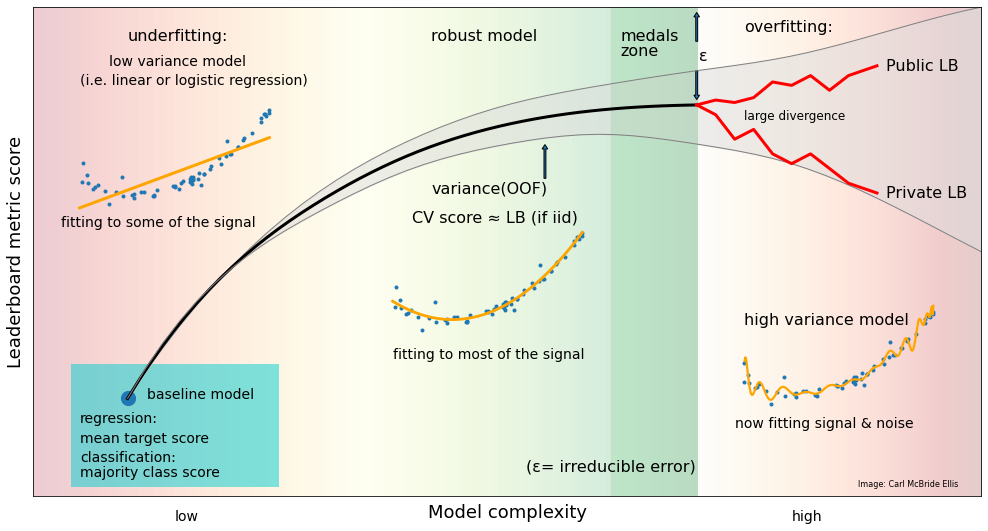 underfitting:
low variance model
(i.e. linear or logistic regression)
fitting to some of the signal
robust model
medals
zone
ε
overfitting:
Public LB
large divergence
Private LB
variance(OOF)
CV score ≈ LB (if iid)
fitting to most of the signal
high variance model
now fitting signal & noise
baseline model
regression:
mean target score
classification:
majority class score
(ε= irreducible error)
Image: Carl McBride Ellis
Leaderboard metric score
low
Model complexity
high